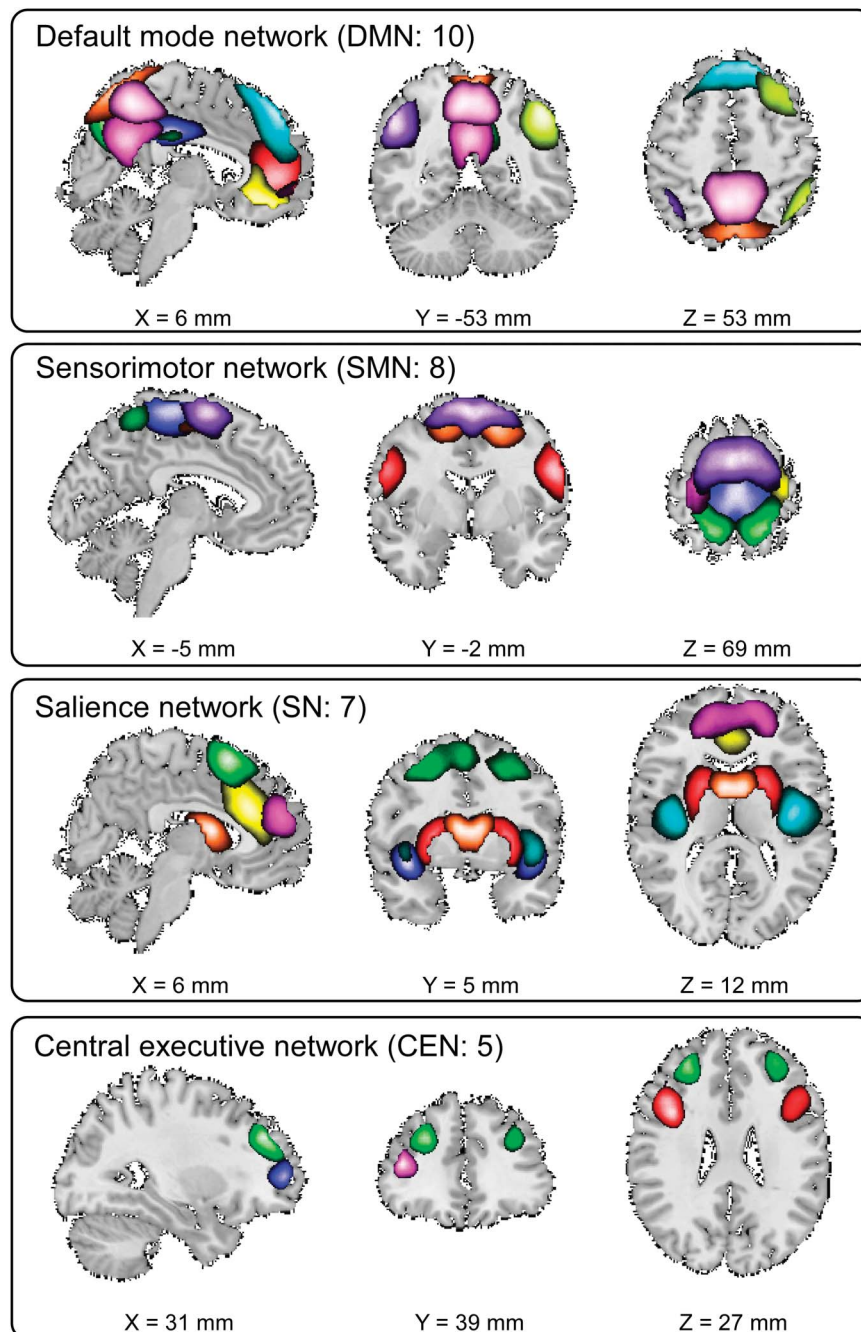 Default mode network (DMN: 10)
X = 6 mm Y = -53 mm Z = 53 mm
Sensorimotor network (SMN: 8)
X = -5 mm Y = -2 mm Z = 69 mm
Salience network (SN: 7)
X = 6 mm Y = 5 mm Z = 12 mm
Central executive network (CEN: 5)
X = 31 mm Y = 39 mm Z = 27 mm